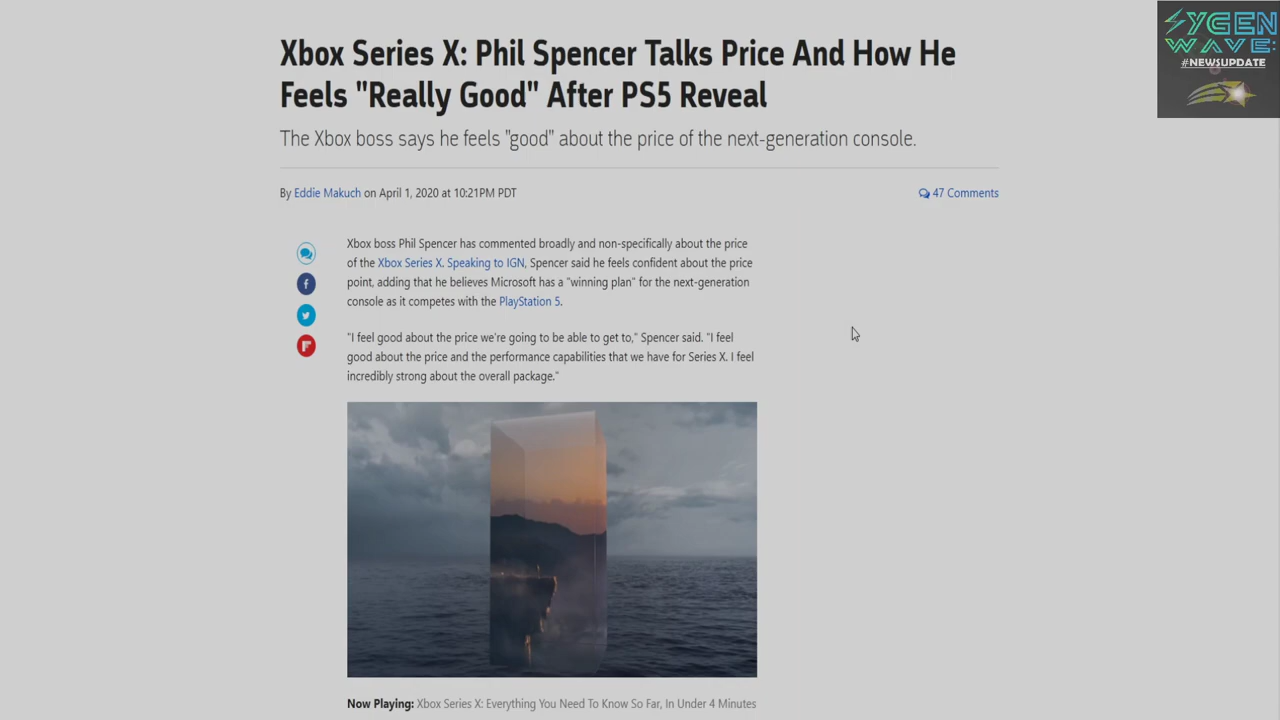 SYGEN
WAVE:
#NEWSUPDATE
Xbox Series X: Phil Spencer Talks Price And How He
Feels "Really Good" After PS5 Reveal
The Xbox boss says he feels "good" about the price of the next-generation console.
By Eddie Makuch on April 1, 2020 at 10:21PM PDT
47 Comments
Xbox boss Phil Spencer has commented broadly and non-specifically about the price
of the Xbox Series X. Speaking to IGN, Spencer said he feels confident about the price
point, adding that he believes Microsoft has a "winning plan" for the next-generation
console as it competes with the PlayStation 5.
"I feel good about the price we're going to be able to get to," Spencer said. "I feel
good about the price and the performance capabilities that we have for Series X. I feel
incredibly strong about the overall package."
Now Playing: Xbox Series X: Everything You Need To Know So Far, In Under 4 Minutes